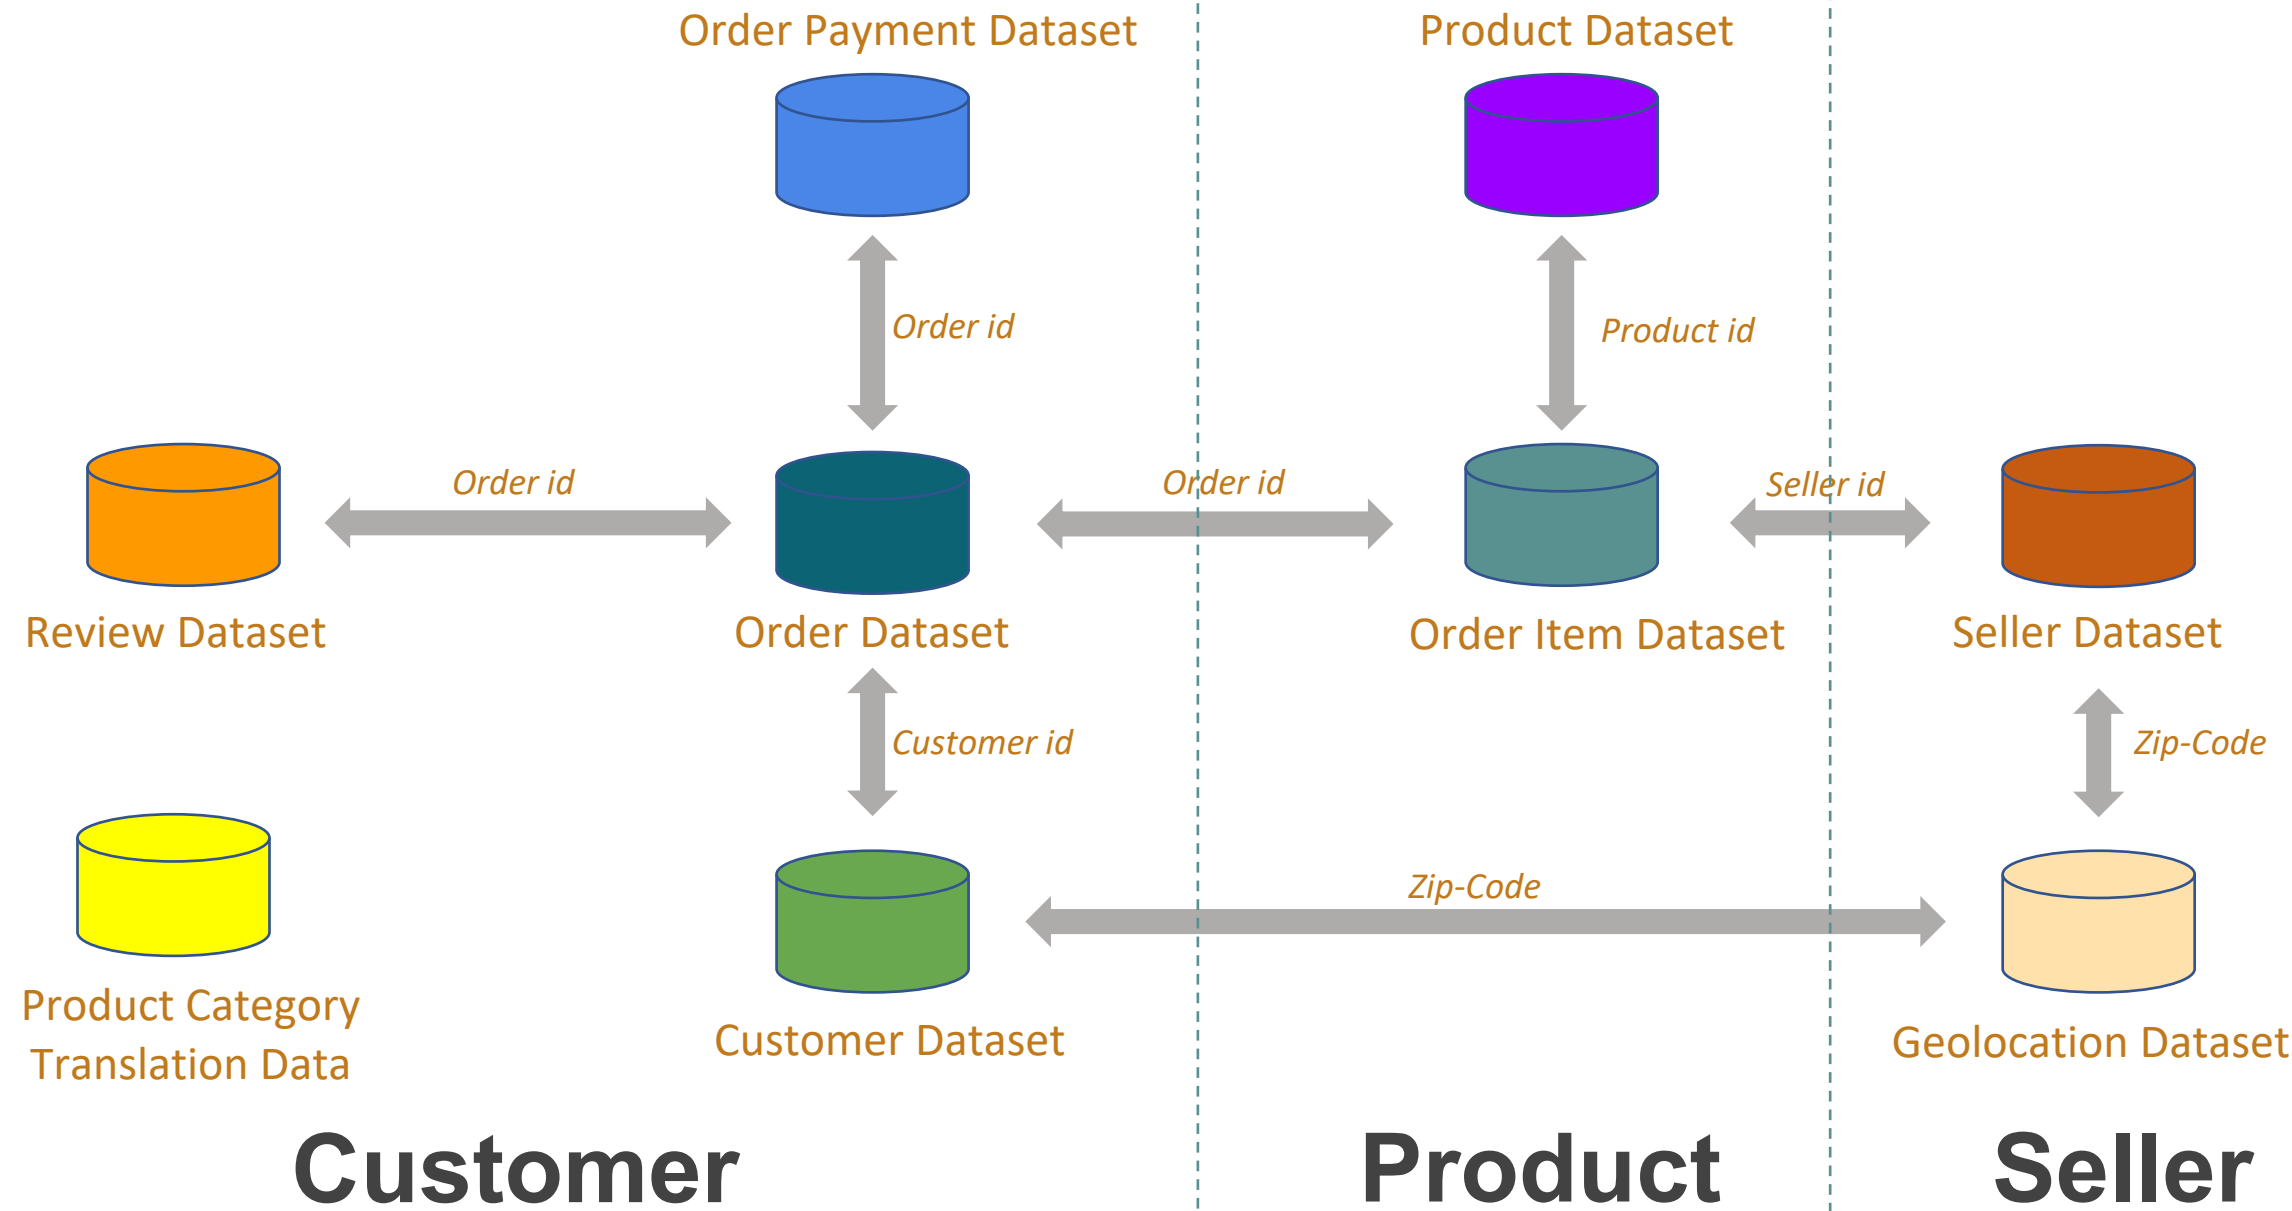 Order Payment Dataset
Product Dataset
Order id
Product id
Order id
Order id
Seller id
Review Dataset
Order Dataset
Order Item Dataset
Seller Dataset
Customer id
Zip-Code
Zip-Code
Product Category
Translation Data
Customer Dataset
Geolocation Dataset
Customer
Product
Seller